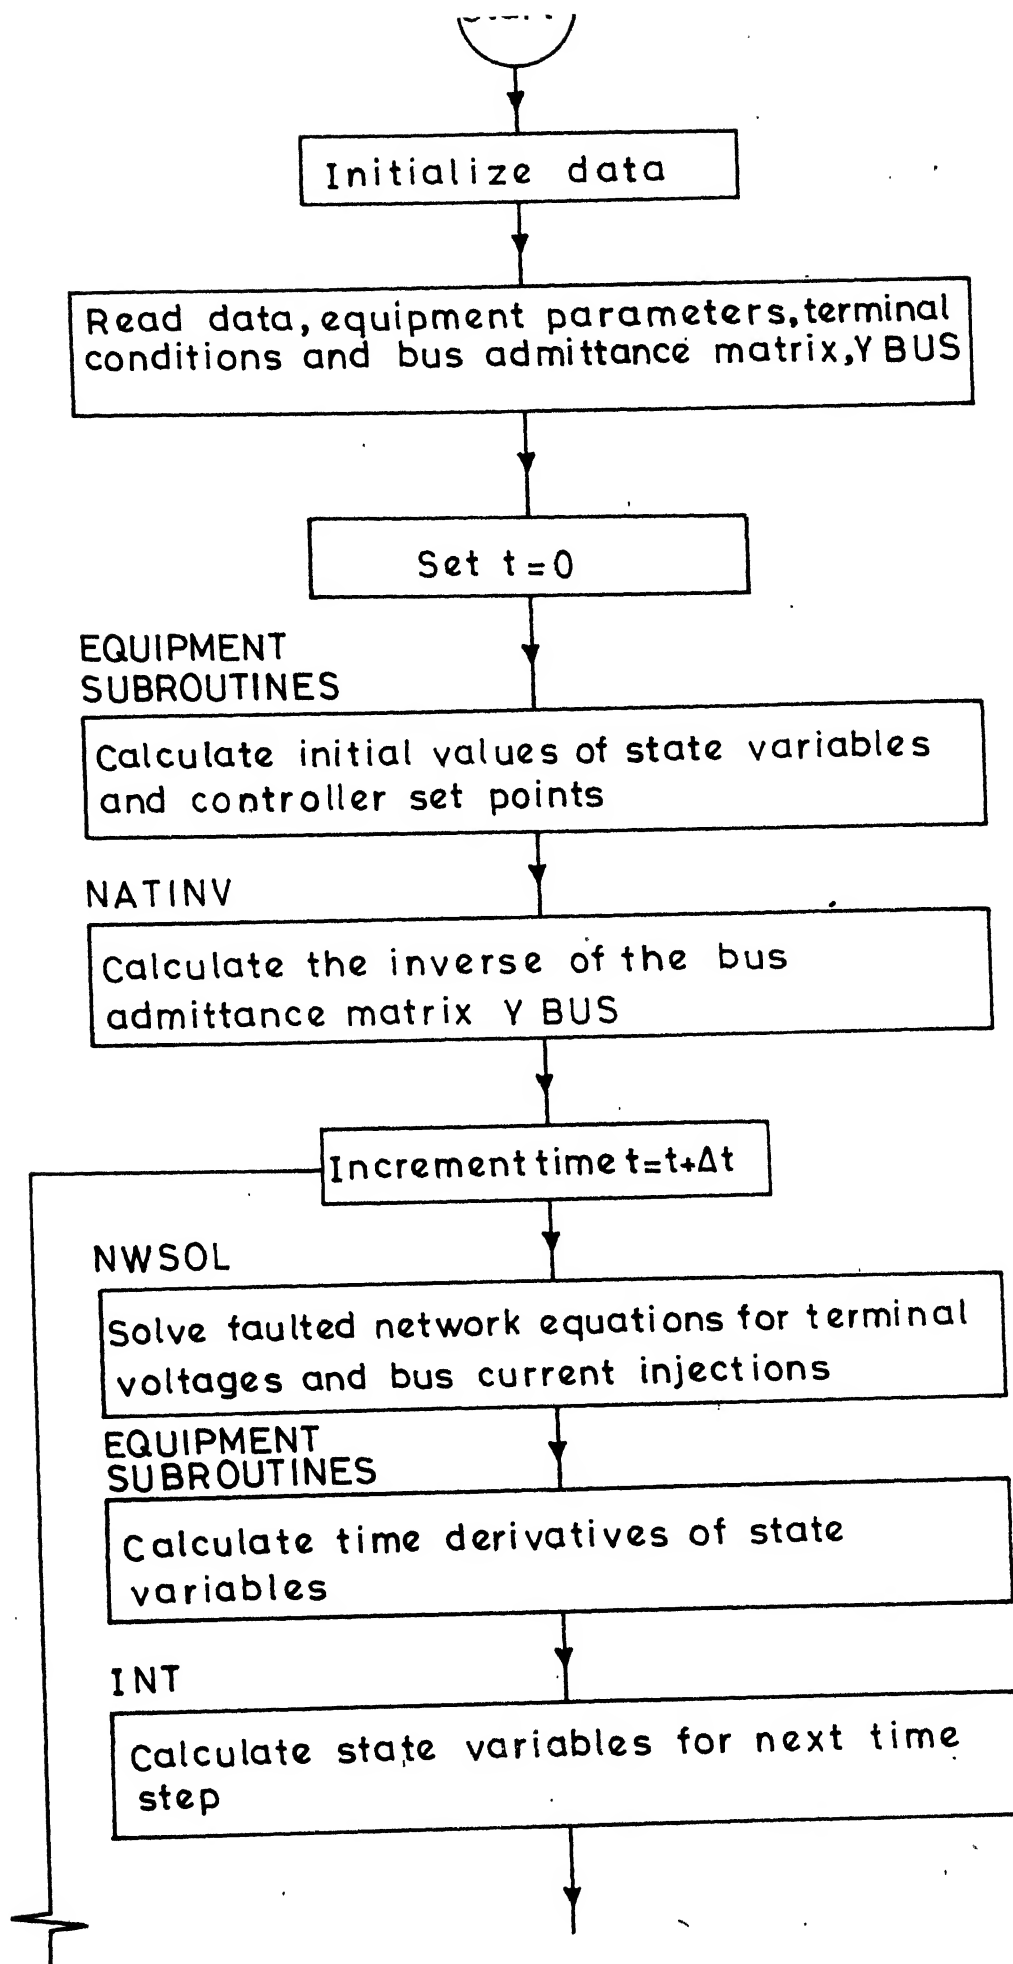 Initialize data
Read data, equipment parameters, terminal
conditions and bus admittance matrix, Y BUS
Set t=0
EQUIPMENT
SUBROUTINES
Calculate initial values of state variables
and controller set points
NATINV
Calculate the inverse of the bus
admittance matrix Y BUS
Increment time t=t+Δt
NWSOL
Solve faulted network equations for terminal
voltages and bus current injections
EQUIPMENT
SUBROUTINES
Calculate time derivatives of state
variables
INT
Calculate state variables for next time
step